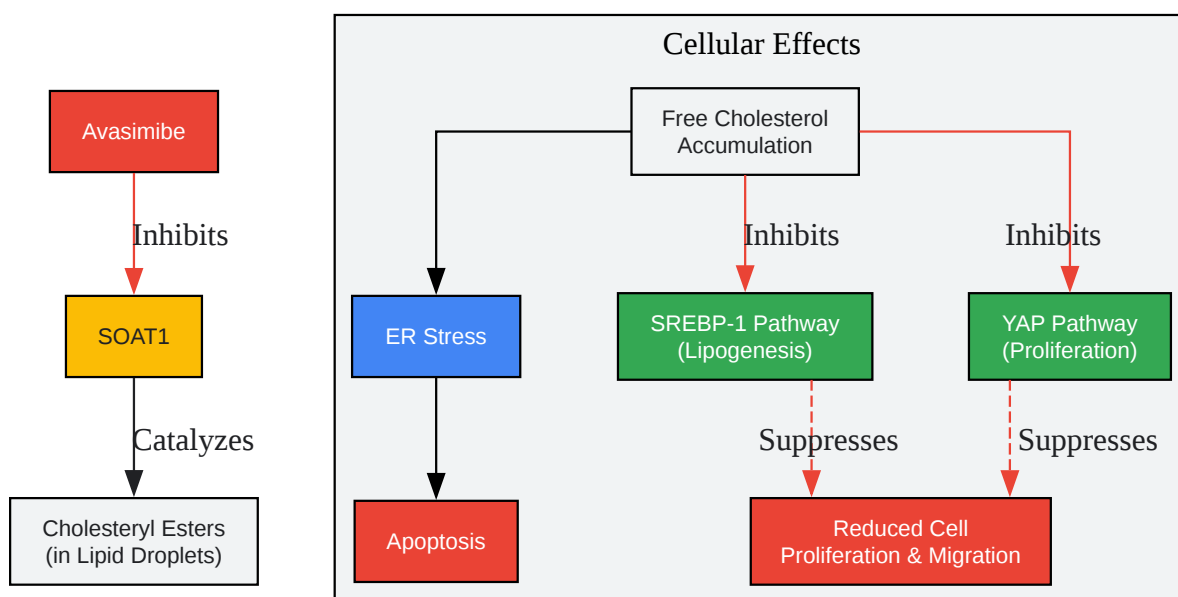 Cellular Effects
Avasimibe
Free Cholesterol
Accumulation
Inhibits
Inhibits
Inhibits
SOAT1
ER Stress
SREBP-1 Pathway
(Lipogenesis)
YAP Pathway
(Proliferation)
Catalyzes
Suppresses
Suppresses
Cholesteryl Esters
(in Lipid Droplets)
Apoptosis
Reduced Cell
Proliferation & Migration